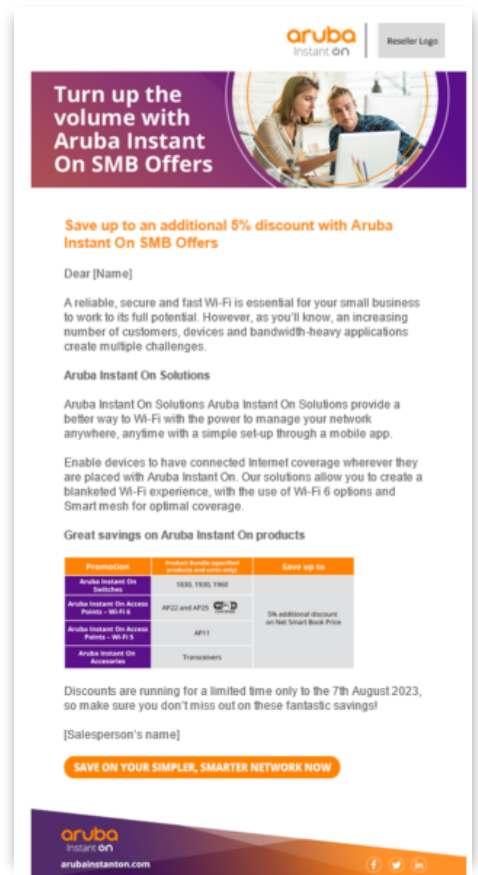 aruba
Instant on
Reseller Logo
Turn up the
volume with
Aruba Instant
On SMB Offers
Save up to an additional 5% discount with Aruba
Instant On SMB Offers
Dear [Name]
A reliable, secure and fast Wi-Fi is essential for your small business
to work to its full potential. However, as you'll know, an increasing
number of customers, devices and bandwidth-heavy applications
create multiple challenges.
Aruba Instant On Solutions
Aruba Instant On Solutions Aruba Instant On Solutions provide a
better way to Wi-Fi with the power to manage your network
anywhere, anytime with a simple set-up through a mobile app.
Enable devices to have connected Internet coverage wherever they
are placed with Aruba Instant On. Our solutions allow you to create a
blanketed Wi-Fi experience, with the use of Wi-Fi 6 options and
Smart mesh for optimal coverage.
Great savings on Aruba Instant On products
Promotion
Product Bundle (specified
products and units only)
Save up to
Aruba Instant On
Switches
1830, 1930, 1960
Aruba Instant On Access
Points - Wi-Fi 6
AP22 and AP25
Aruba Instant On Access
Points - Wi-Fi 5
AP11
Aruba Instant On
Accessories
Transceivers
5% additional discount
on Net Smart Book Price
Discounts are running for a limited time only to the 7th August 2023,
so make sure you don't miss out on these fantastic savings!
[Salesperson's name]
SAVE ON YOUR SIMPLER, SMARTER NETWORK NOW
aruba
Instant on
arubainstanton.com